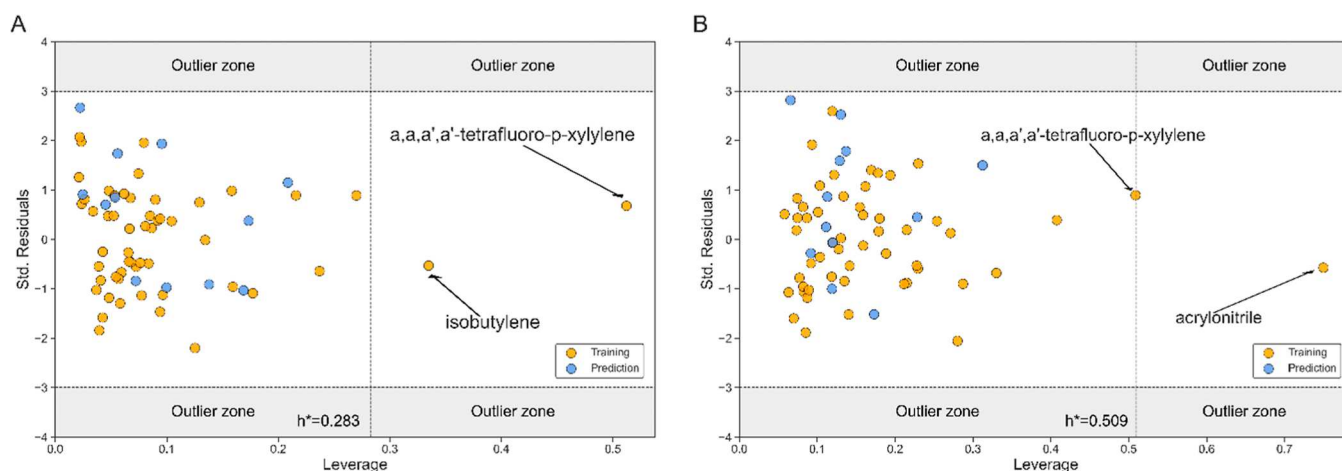 A
Std. Residuals
4
3
2
1
0
−1
−2
−3
−4
Outlier zone
Outlier zone
a,a,a',a'-tetrafluoro-p-xylylene
isobutylene
Training
Prediction
Outlier zone
Outlier zone
h*=0.283
0.0 0.1 0.2 0.3 0.4 0.5
Leverage
B
Std. Residuals
4
3
2
1
0
−1
−2
−3
−4
Outlier zone
Outlier zone
a,a,a',a'-tetrafluoro-p-xylylene
acrylonitrile
Training
Prediction
Outlier zone
Outlier zone
h*=0.509
0.0 0.1 0.2 0.3 0.4 0.5 0.6 0.7
Leverage